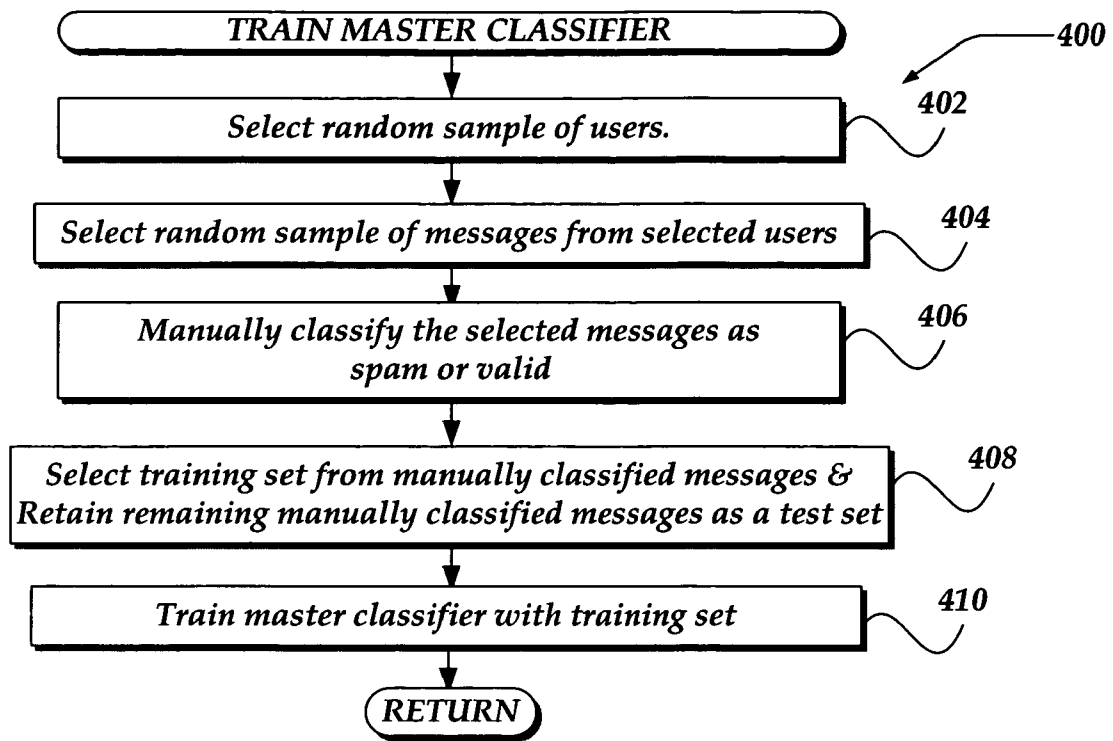 TRAIN MASTER CLASSIFIER
400
Select random sample of users.
402
Select random sample of messages from selected users
404
Manually classify the selected messages as
spam or valid
406
Select training set from manually classified messages &
Retain remaining manually classified messages as a test set
408
Train master classifier with training set
410
RETURN